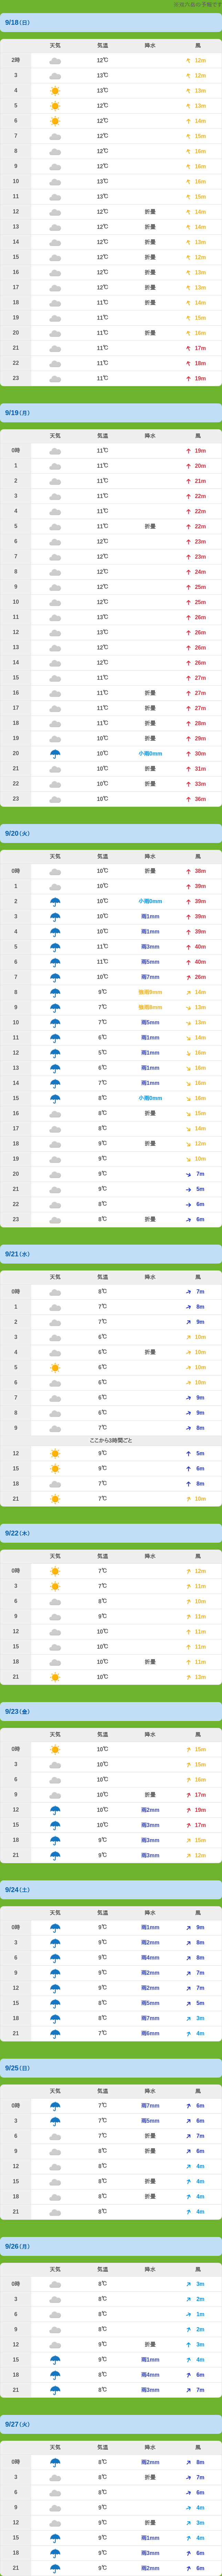 9/18(日)
天気 気温 降水 風
2時 12℃ 12m
3 12℃ 13m
4 13℃ 13m
5 12℃ 13m
6 12℃ 14m
7 12℃ 15m
8 12℃ 16m
9 12℃ 16m
10 13℃ 16m
11 13℃ 15m
12 12℃ 折曇 14m
13 12℃ 折曇 14m
14 12℃ 折曇 13m
15 12℃ 折曇 12m
16 12℃ 折曇 13m
17 12℃ 折曇 13m
18 11℃ 折曇 14m
19 11℃ 15m
20 11℃ 折曇 16m
21 11℃ 17m
22 11℃ 18m
23 11℃ 19m
9/19(月)
天気 気温 降水 風
0時 11℃ 19m
1 11℃ 20m
2 11℃ 21m
3 11℃ 22m
4 11℃ 22m
5 11℃ 折曇 22m
6 12℃ 23m
7 12℃ 23m
8 12℃ 24m
9 12℃ 25m
10 12℃ 25m
11 13℃ 26m
12 13℃ 26m
13 12℃ 26m
14 12℃ 26m
15 11℃ 27m
16 11℃ 折曇 27m
17 11℃ 折曇 27m
18 11℃ 折曇 28m
19 10℃ 折曇 29m
20 10℃ 小雨0mm 30m
21 10℃ 折曇 31m
22 10℃ 折曇 33m
23 10℃ 36m
9/20(火)
天気 気温 降水 風
0時 10℃ 折曇 38m
1 10℃ 39m
2 10℃ 小雨0mm 39m
3 10℃ 雨1mm 39m
4 10℃ 雨1mm 39m
5 11℃ 雨3mm 40m
6 11℃ 雨5mm 40m
7 10℃ 雨7mm 26m
8 9℃ 14m
9 7℃ 13m
10 7℃ 雨5mm 13m
11 6℃ 雨1mm 14m
12 5℃ 雨1mm 16m
13 6℃ 雨1mm 16m
14 7℃ 雨1mm 16m
15 8℃ 小雨0mm 16m
16 8℃ 折曇 15m
17 8℃ 14m
18 9℃ 折曇 12m
19 9℃ 10m
20 9℃ 7m
21 9℃ 5m
22 8℃ 6m
23 8℃ 折曇 6m
9/21(水)
天気 気温 降水 風
0時 8℃ 7m
1 7℃ 8m
2 7℃ 9m
3 6℃ 10m
4 6℃ 折曇 10m
5 6℃ 10m
6 6℃ 10m
7 6℃ 9m
8 6℃ 9m
9 7℃ 8m
ここから3時間ごと
12 9℃ 5m
15 9℃ 6m
18 7℃ 8m
21 7℃ 10m
9/22(木)
天気 気温 降水 風
0時 7℃ 12m
3 7℃ 11m
6 8℃ 10m
9 9℃ 11m
12 10℃ 11m
15 10℃ 11m
18 10℃ 折曇 11m
21 10℃ 13m
9/23(金)
天気 気温 降水 風
0時 10℃ 15m
3 10℃ 15m
6 10℃ 16m
9 10℃ 折曇 17m
12 10℃ 雨2mm 19m
15 10℃ 雨3mm 17m
18 9℃ 雨3mm 15m
21 9℃ 雨3mm 12m
9/24(土)
天気 気温 降水 風
0時 9℃ 雨1mm 9m
3 9℃ 雨2mm 8m
6 9℃ 雨4mm 8m
9 9℃ 雨2mm 7m
12 9℃ 雨2mm 7m
15 8℃ 雨5mm 5m
18 8℃ 雨7mm 3m
21 7℃ 雨6mm 4m
9/25(日)
天気 気温 降水 風
0時 7℃ 雨7mm 6m
3 7℃ 雨5mm 6m
6 8℃ 折曇 7m
9 8℃ 折曇 6m
12 8℃ 4m
15 8℃ 折曇 4m
18 8℃ 折曇 4m
21 8℃ 4m
9/26(月)
天気 気温 降水 風
0時 8℃ 3m
3 8℃ 2m
6 8℃ 1m
9 8℃ 2m
12 9℃ 折曇 3m
15 9℃ 雨1mm 4m
18 8℃ 雨4mm 6m
21 8℃ 雨3mm 7m
9/27(火)
天気 気温 降水 風
0時 8℃ 雨2mm 8m
3 8℃ 折曇 7m
6 8℃ 6m
9 9℃ 4m
12 9℃ 折曇 3m
15 9℃ 雨1mm 4m
18 9℃ 雨3mm 6m
21 9℃ 雨2mm 6m